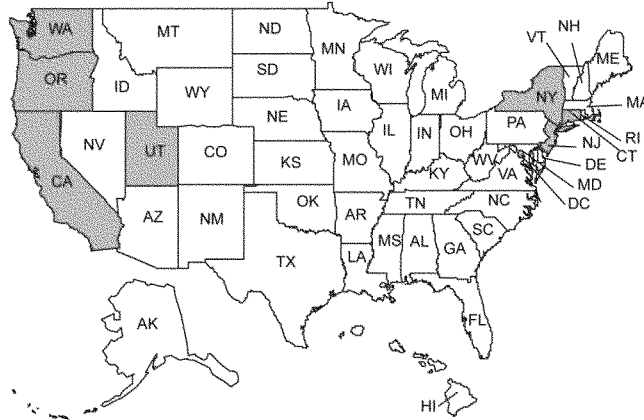 WA
MT
ND
MN
VT
NH
ME
OR
ID
SD
WI
MI
NY
MA
WY
IA
NE
PA
RI
NV
UT
CO
IL
IN
OH
NJ
CT
DE
CA
KS
MO
WV
VA
MD
KY
DC
AZ
NM
OK
AR
TN
NC
SC
TX
LA
MS
AL
GA
FL
AK
HI